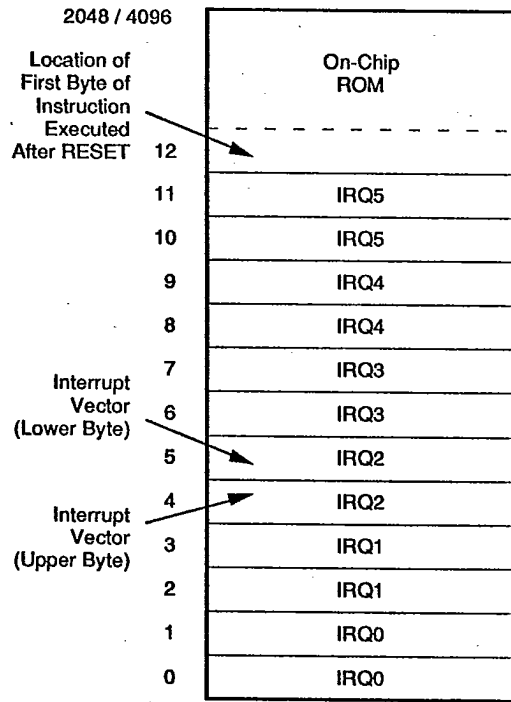 2048 / 4096
Location of
First Byte of
Instruction
Executed
After RESET
On-Chip
ROM
12
11 IRQ5
10 IRQ5
9 IRQ4
8 IRQ4
7 IRQ3
Interrupt
Vector
(Lower Byte)
6 IRQ3
5 IRQ2
4 IRQ2
Interrupt
Vector
(Upper Byte)
3 IRQ1
2 IRQ1
1 IRQ0
0 IRQ0